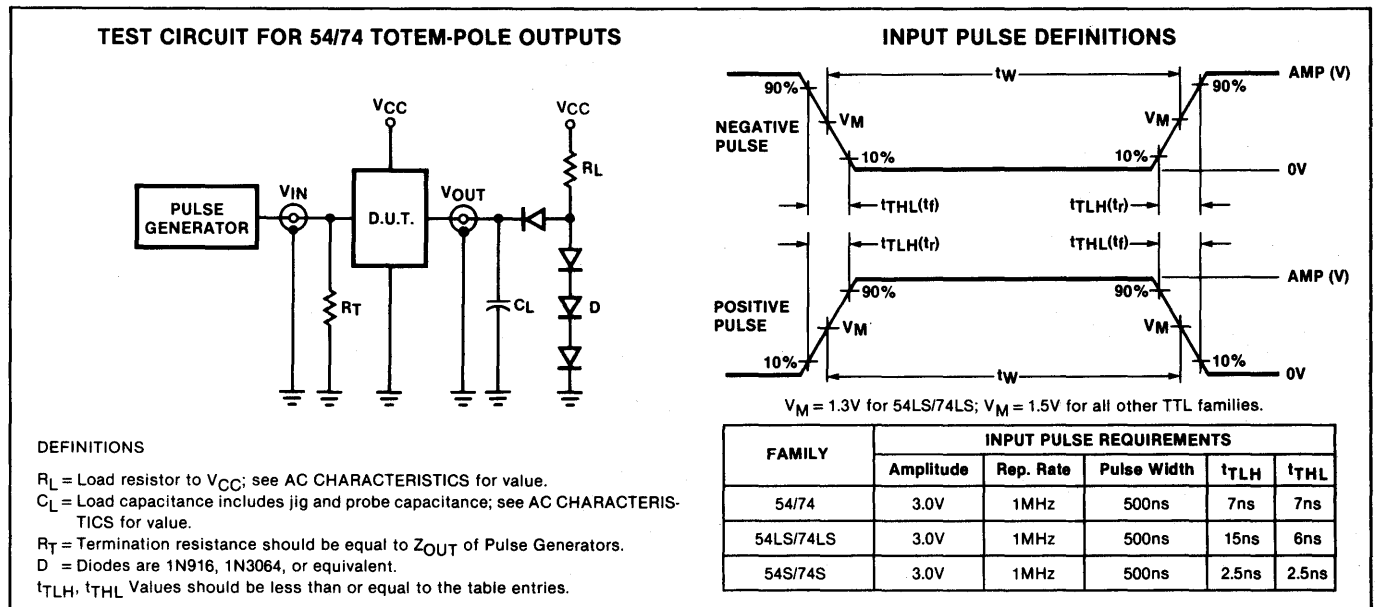 TEST CIRCUIT FOR 54/74 TOTEM-POLE OUTPUTS
VCC
VCC
RL
VIN
VOUT
PULSE
GENERATOR
D.U.T.
RT
CL
D
DEFINITIONS
RL = Load resistor to VCC; see AC CHARACTERISTICS for value.
CL = Load capacitance includes jig and probe capacitance; see AC CHARACTERIS-
TICS for value.
RT = Termination resistance should be equal to ZOUT of Pulse Generators.
D = Diodes are 1N916, 1N3064, or equivalent.
tTLH, tTHL Values should be less than or equal to the table entries.
INPUT PULSE DEFINITIONS
tW
AMP (V)
90%
90%
NEGATIVE
PULSE
VM
VM
10%
10%
0V
tTHL(tf)
tTLH(tr)
tTLH(tr)
tTHL(tf)
AMP (V)
90%
90%
POSITIVE
PULSE
VM
VM
10%
10%
tW
0V
VM = 1.3V for 54LS/74LS; VM = 1.5V for all other TTL families.
FAMILY
INPUT PULSE REQUIREMENTS
Amplitude Rep. Rate Pulse Width tTLH tTHL
54/74 3.0V 1MHz 500ns 7ns 7ns
54LS/74LS 3.0V 1MHz 500ns 15ns 6ns
54S/74S 3.0V 1MHz 500ns 2.5ns 2.5ns